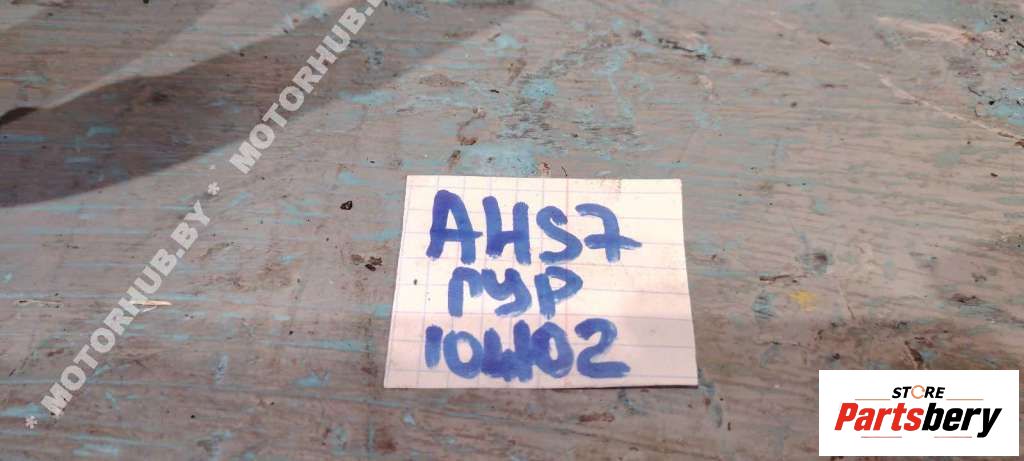 * MOTORHUB.BY * MOTORHUB.BY
AHS7
гур
10402
STORE
Partsbery